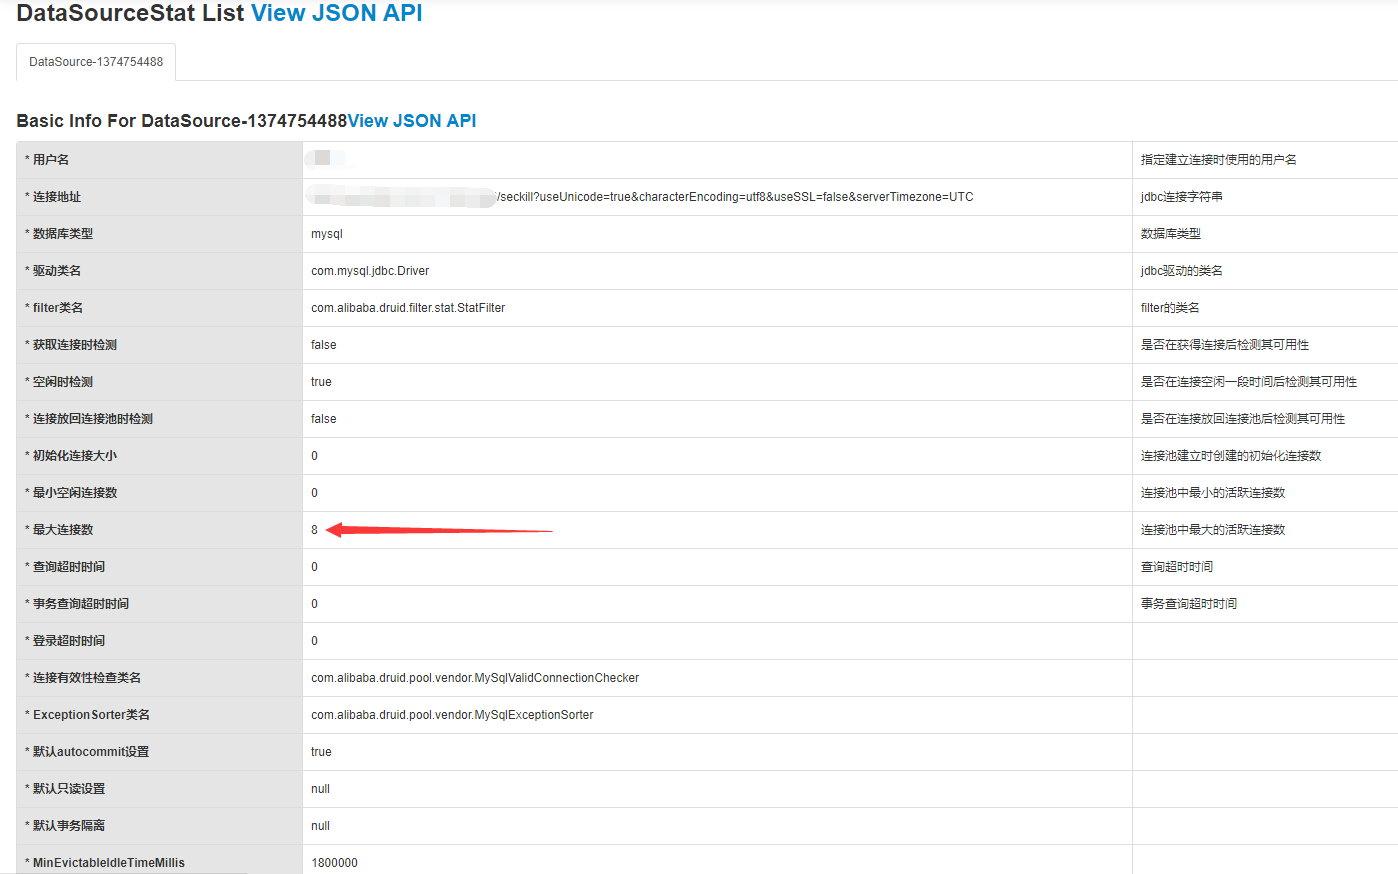 DataSourceStat List View JSON API
DataSource-1374754488
Basic Info For DataSource-1374754488View JSON API
* 用户名 指定建立连接时使用的用户名
* 连接地址 /seckill?useUnicode=true&characterEncoding=utf8&useSSL=false&serverTimezone=UTC jdbc连接字符串
* 数据库类型 mysql 数据库类型
* 驱动类名 com.mysql.jdbc.Driver jdbc驱动的类名
* filter类名 com.alibaba.druid.filter.stat.StatFilter filter的类名
* 获取连接时检测 false 是否在获得连接后检测其可用性
* 空闲时检测 true 是否在连接空闲一段时间后检测其可用性
* 连接放回连接池时检测 false 是否在连接放回连接池后检测其可用性
* 初始化连接大小 0 连接池建立时创建的初始化连接数
* 最小空闲连接数 0 连接池中最小的活跃连接数
* 最大连接数 8 连接池中最大的活跃连接数
* 查询超时时间 0 查询超时时间
* 事务查询超时时间 0 事务查询超时时间
* 登录超时时间 0
* 连接有效性检查类名 com.alibaba.druid.pool.vendor.MySqlValidConnectionChecker
* ExceptionSorter类名 com.alibaba.druid.pool.vendor.MySqlExceptionSorter
* 默认autocommit设置 true
* 默认只读设置 null
* 默认事务隔离 null
* MinEvictableIdleTimeMillis 1800000